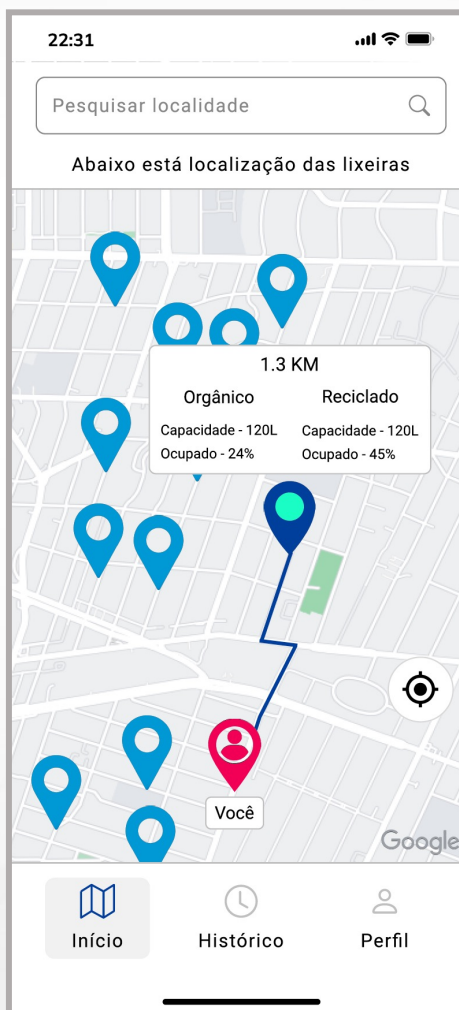 22:31
Pesquisar localidade
Abaixo está localização das lixeiras
1.3 KM
Orgânico Reciclado
Capacidade - 120L Capacidade - 120L
Ocupado - 24% Ocupado - 45%
Você
Google
Início Histórico Perfil